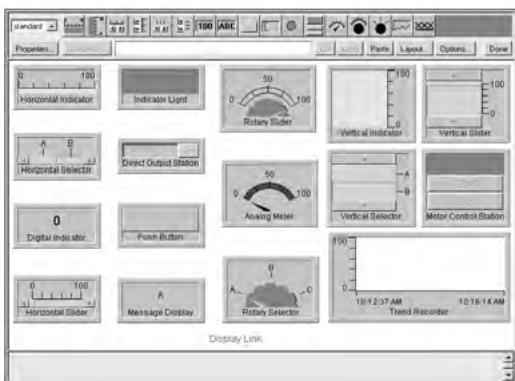 standard
100 ABC XXX
Properties...
Paste Layout... Options... Done
0 100
Horizontal Indicator
Indicator Light
50
0 100
Rotary Slider
100
0
Vertical Indicator
100
0
Vertical Slider
A B
Horizontal Selector
Direct Output Station
50
0 100
Analog Meter
A
B
Vertical Selector
Motor Control Station
0
Digital Indicator
Push Button
0 100
Horizontal Slider
A
Message Display
B
A C
Rotary Selector
100
0
10:12:37 AM 10:16:14 AM
Trend Recorder
Display Link